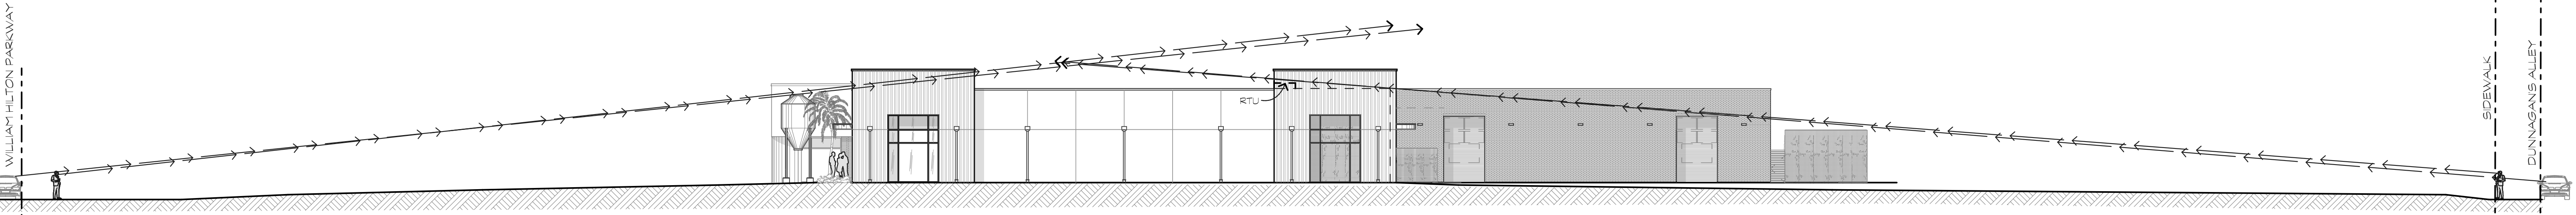 WILLIAM HILTON PARKWAY
RTU
SIDEWALK
DUNNAGANS ALLEY